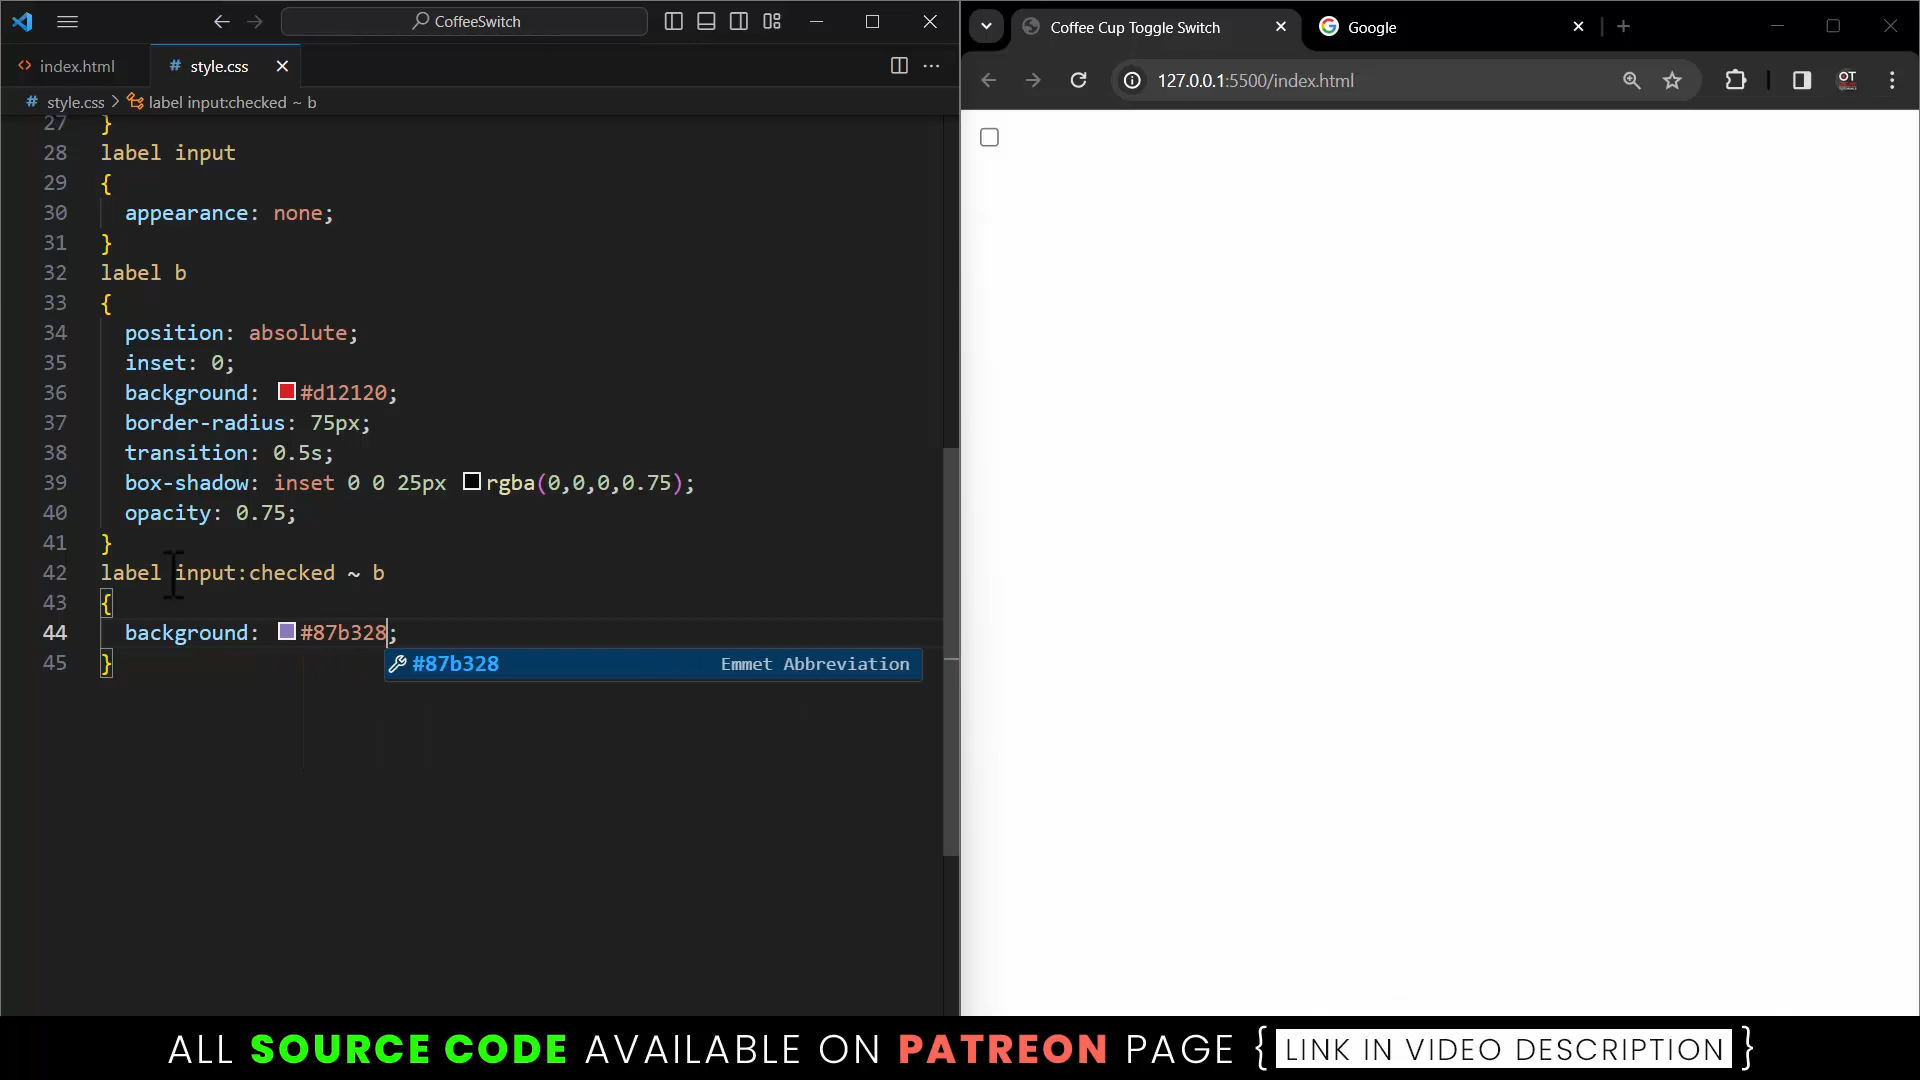 CoffeeSwitch
index.html
# style.css
# style.css > label input:checked ~ b
27 }
28 label input
29 {
30 appearance: none;
31 }
32 label b
33 {
34 position: absolute;
35 inset: 0;
36 background: #d12120;
37 border-radius: 75px;
38 transition: 0.5s;
39 box-shadow: inset 0 0 25px rgba(0,0,0,0.75);
40 opacity: 0.75;
41 }
42 label input:checked ~ b
43 {
44 background: #87b328;
#87b328 Emmet Abbreviation
45 }
Coffee Cup Toggle Switch
Google
127.0.0.1:5500/index.html
OT
ALL SOURCE CODE AVAILABLE ON PATREON PAGE { LINK IN VIDEO DESCRIPTION }